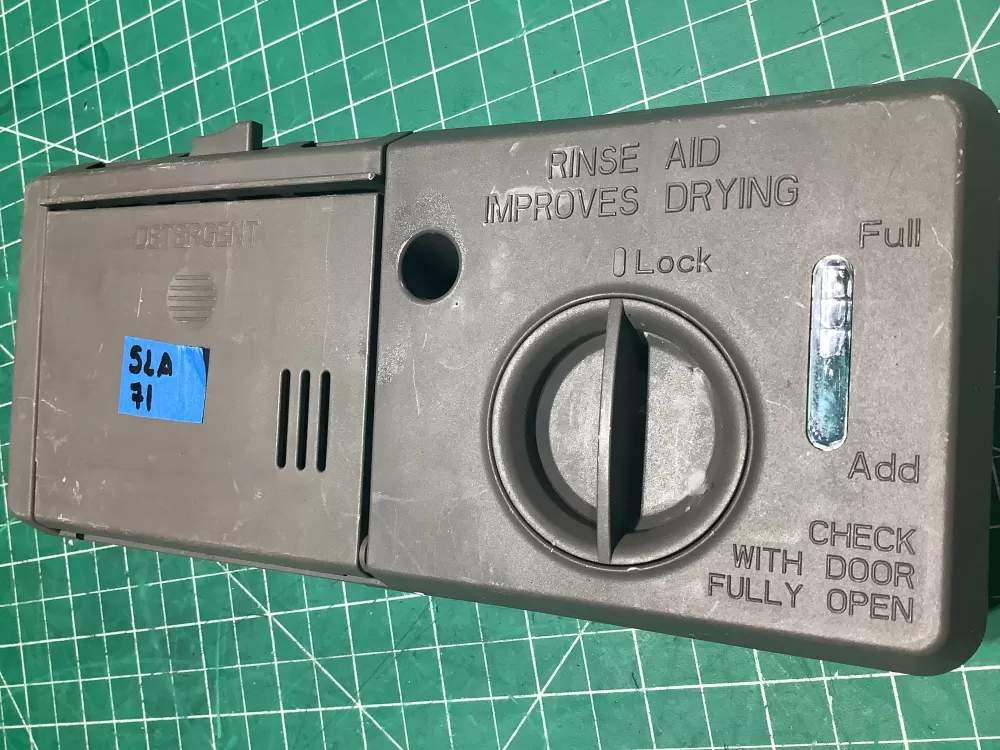 DETERGENT
SLA
71
RINSE AID
IMPROVES DRYING
Lock
Full
Add
CHECK
WITH DOOR
FULLY OPEN